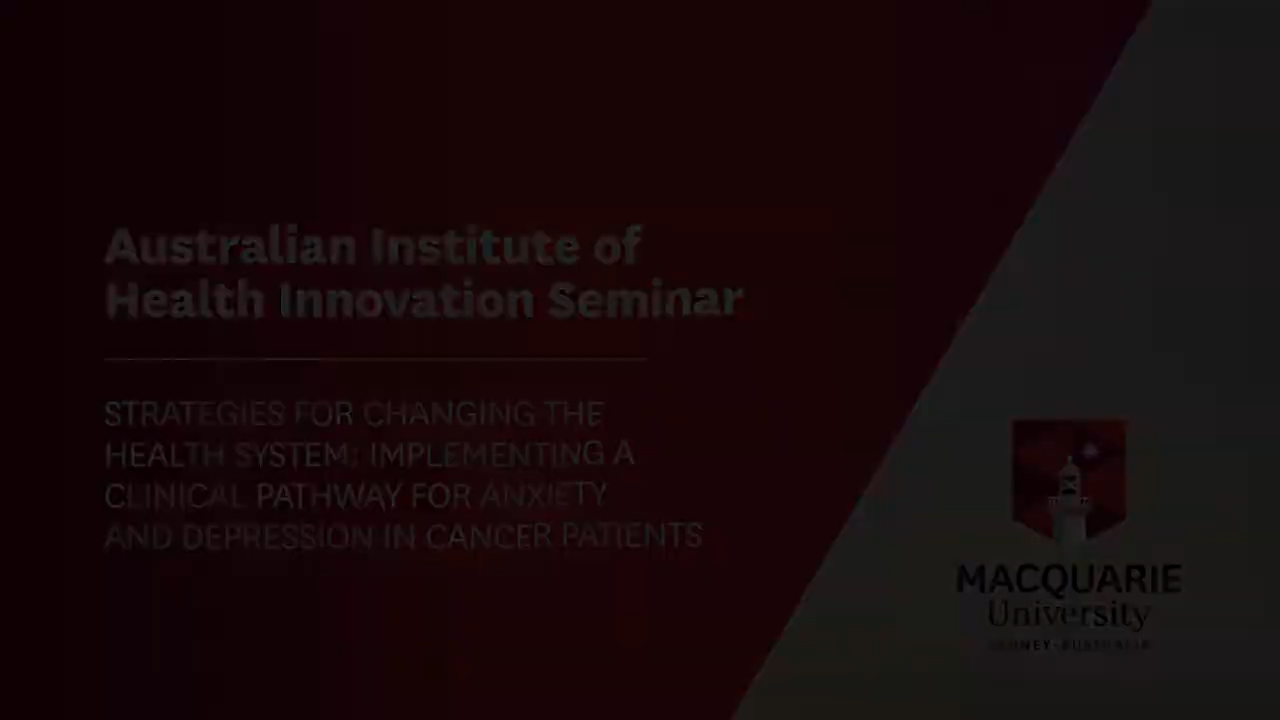 Australian Institute of
Health Innovation Seminar
STRATEGIES FOR CHANGING THE
HEALTH SYSTEM: IMPLEMENTING A
CLINICAL PATHWAY FOR ANXIETY
AND DEPRESSION IN CANCER PATIENTS
MACQUARIE
University
SYDNEY·AUSTRALIA